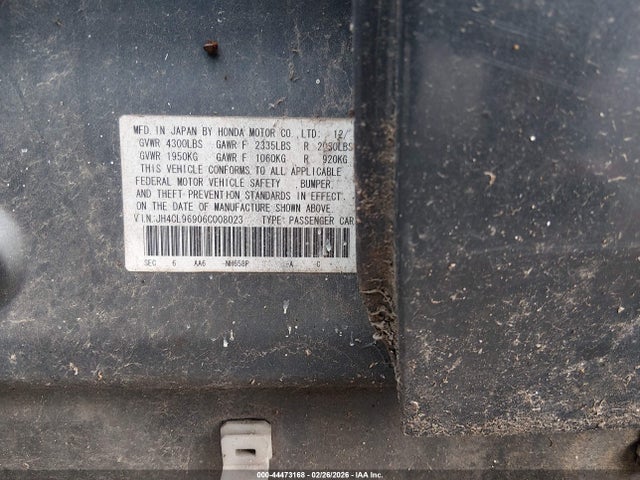 MFD. IN JAPAN BY HONDA MOTOR CO.,LTD. 12/
GVWR 4300LBS GAWR F 2335LBS R 2030LBS
GVWR 1950KG GAWR F 1060KG R 920KG
THIS VEHICLE CONFORMS TO ALL APPLICABLE
FEDERAL MOTOR VEHICLE SAFETY ,BUMPER,
AND THEFT PREVENTION STANDARDS IN EFFECT
ON THE DATE OF MANUFACTURE SHOWN ABOVE.
V.I.N.:JH4CL96906C008023 TYPE: PASSENGER CAR
SEC 6 AA6 NH658P -A -C
000-44473168 | 02/26/2026 | IAA Inc.